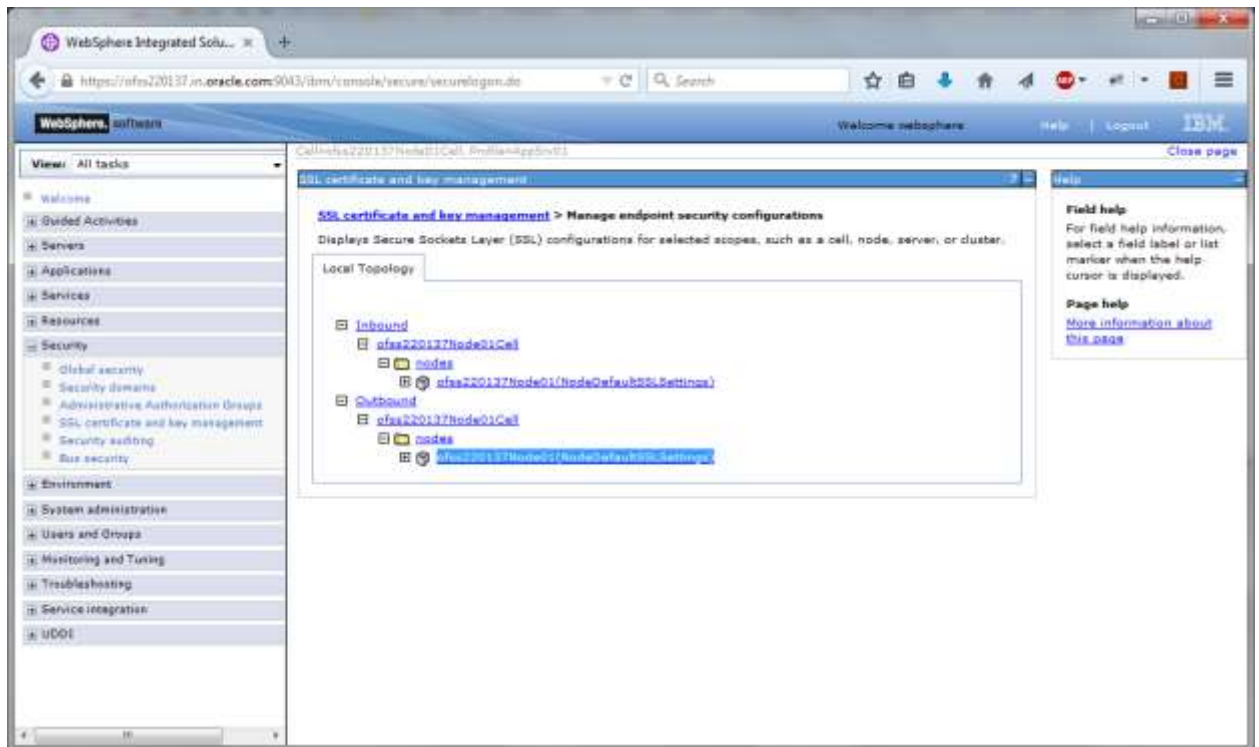 WebSphere Integrated Solu...
https://ofss220137.in.oracle.com:9043/ibm/console/secure/securelogon.do
Search
WebSphere. software
Welcome websphere
Help | Logout
IBM.
View: All tasks
Cell=ofss220137Node01Cell, Profile=AppSrv01
Close page
Welcome
Guided Activities
Servers
Applications
Services
Resources
Security
Global security
Security domains
Administrative Authorization Groups
SSL certificate and key management
Security auditing
Bus security
Environment
System administration
Users and Groups
Monitoring and Tuning
Troubleshooting
Service integration
UDDI
SSL certificate and key management
SSL certificate and key management > Manage endpoint security configurations
Displays Secure Sockets Layer (SSL) configurations for selected scopes, such as a cell, node, server, or cluster.
Local Topology
Inbound
ofss220137Node01Cell
nodes
ofss220137Node01(NodeDefaultSSLSettings)
Outbound
ofss220137Node01Cell
nodes
ofss220137Node01(NodeDefaultSSLSettings)
Help
Field help
For field help information,
select a field label or list
marker when the help
cursor is displayed.
Page help
More information about
this page